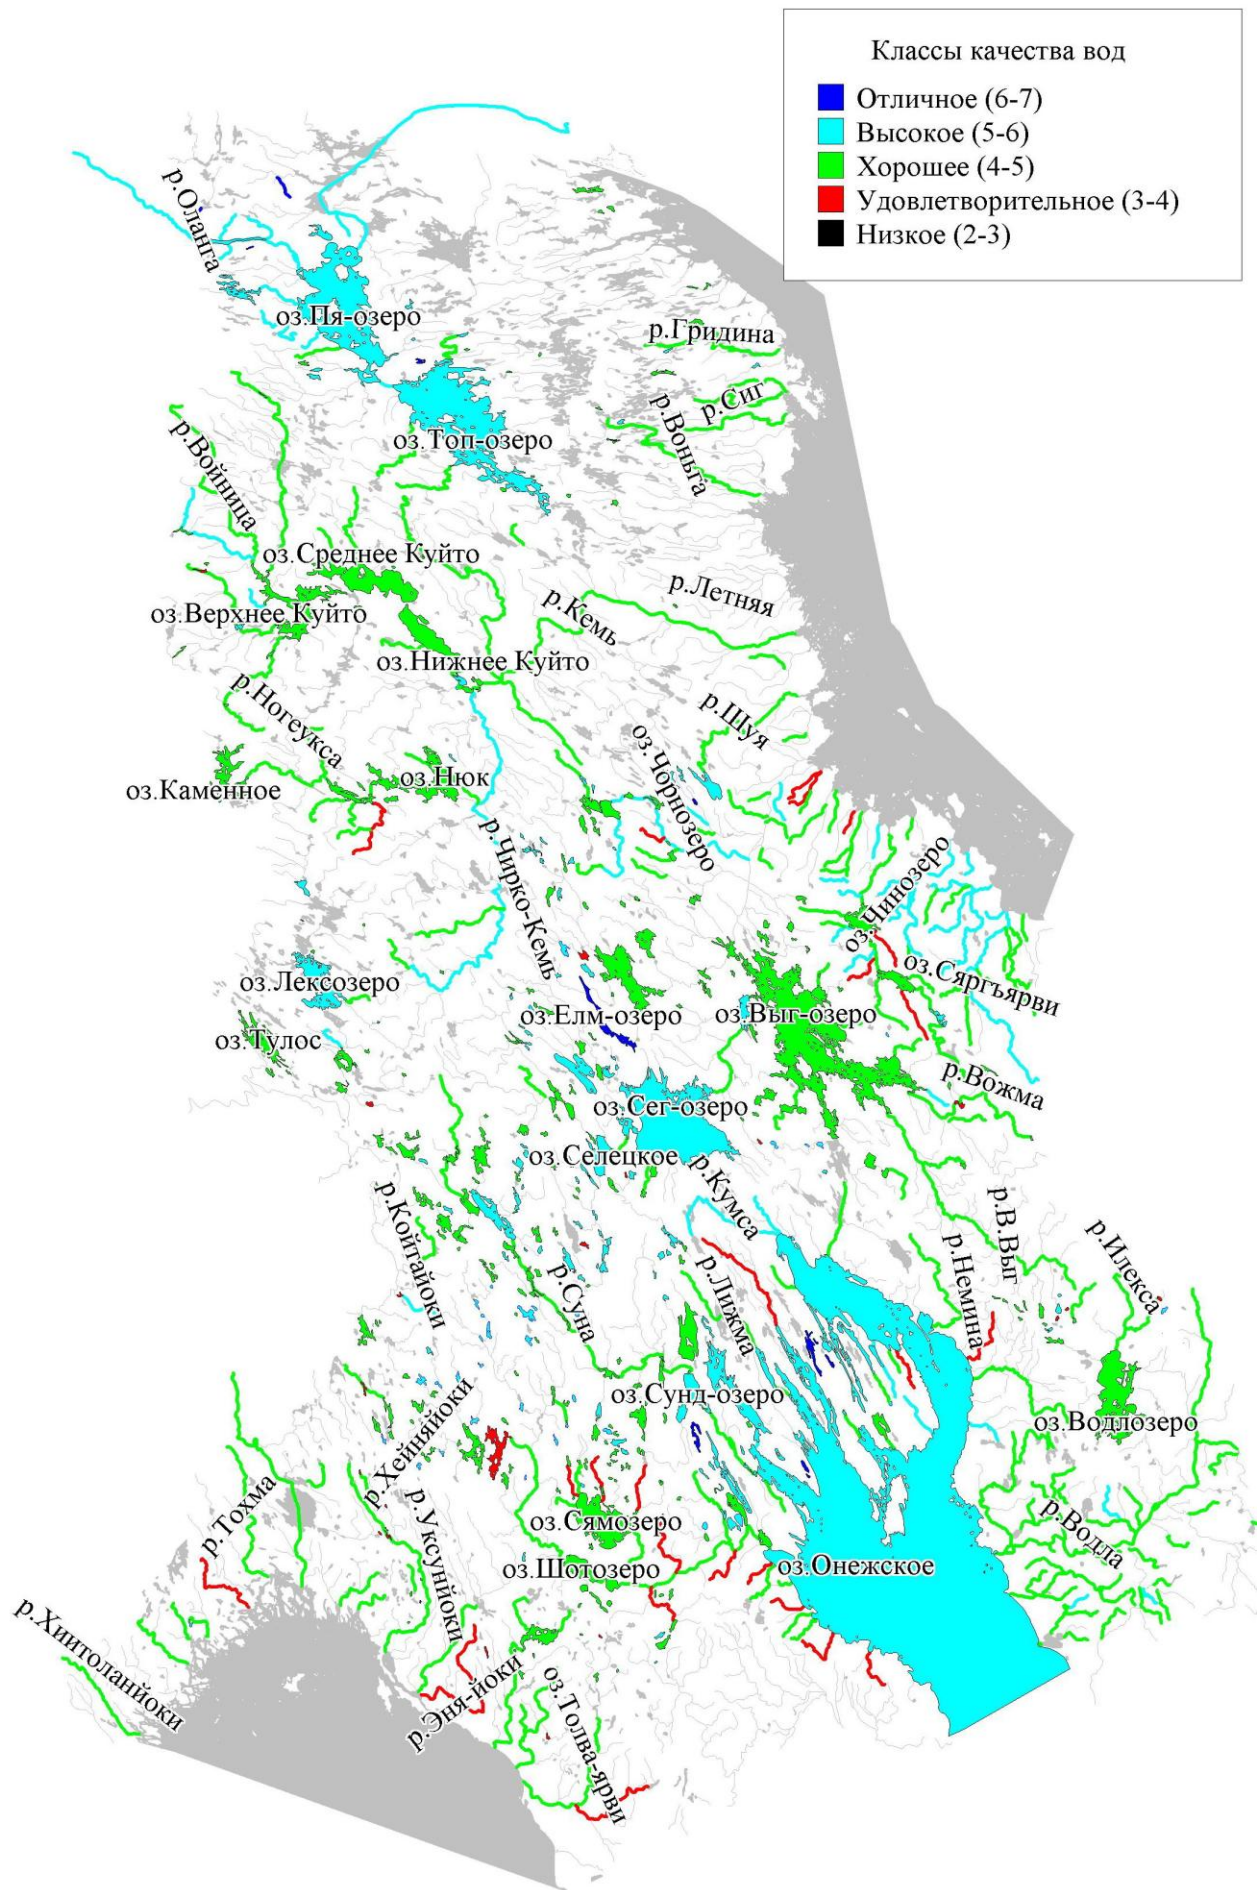 Классы качества вод
Отличное (6-7)
Высокое (5-6)
Хорошее (4-5)
Удовлетворительное (3-4)
Низкое (2-3)
р.Оланга
оз.Пя-озеро
р.Гридина
р.Сиг
р.Воньга
оз.Топ-озеро
р.Войница
оз.Среднее Куйто
оз.Верхнее Куйто
р.Кемь
р.Летняя
оз.Нижнее Куйто
р.Ногеукса
р.Шуя
оз.Чорнозеро
оз.Каменное
оз.Нюк
р.Чирко-Кемь
оз.Чинозеро
оз.Сяргъярви
оз.Лексозеро
оз.Елм-озеро
оз.Выг-озеро
оз.Тулос
р.Вожма
оз.Сег-озеро
оз.Селецкое
р.Кумса
р.Койтайоки
р.В.Выг
р.Илекса
р.Немина
р.Суна
р.Лижма
оз.Сунд-озеро
оз.Водлозеро
р.Хейняйоки
р.Тохма
р.Уксунйоки
оз.Сямозеро
р.Водла
оз.Шотозеро
оз.Онежское
р.Хиитоланйоки
р.Эня-йоки
оз.Толва-ярви